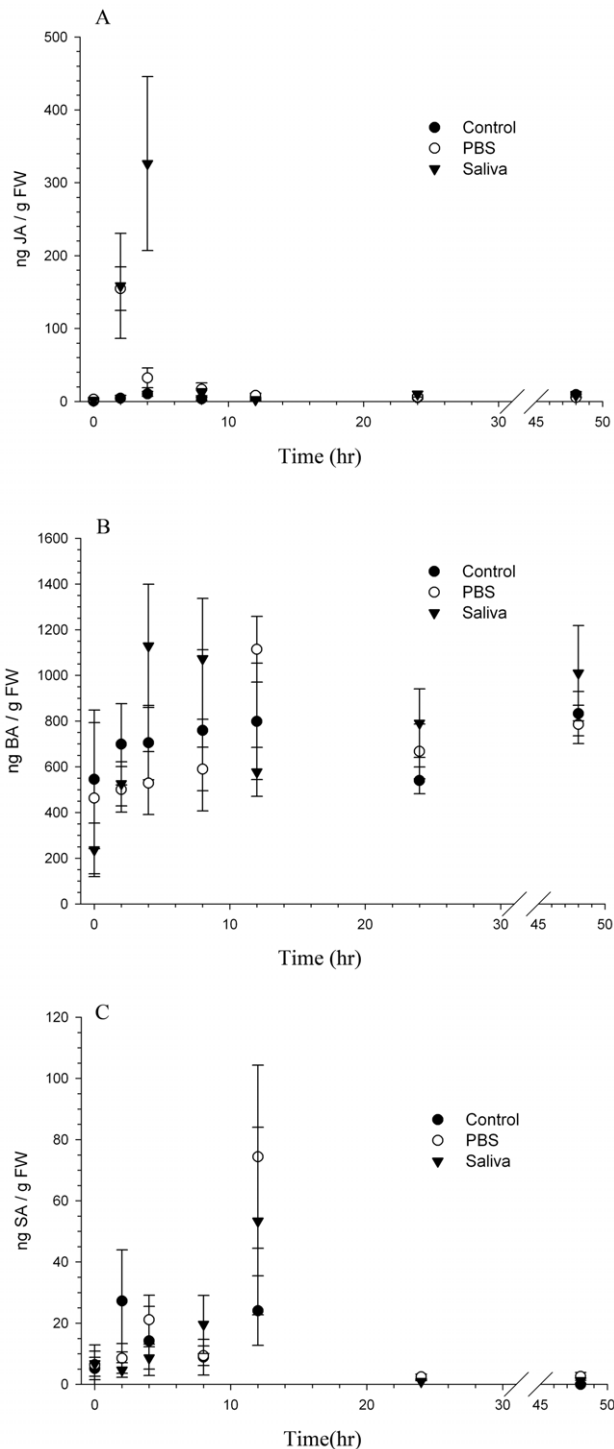 A
500
400
300
200
100
0
ng JA / g FW
Control
PBS
Saliva
0 10 20 30 45 50
Time (hr)
B
1600
1400
1200
1000
800
600
400
200
0
ng BA / g FW
Control
PBS
Saliva
0 10 20 30 45 50
Time (hr)
C
120
100
80
60
40
20
0
ng SA / g FW
Control
PBS
Saliva
0 10 20 30 45 50
Time(hr)